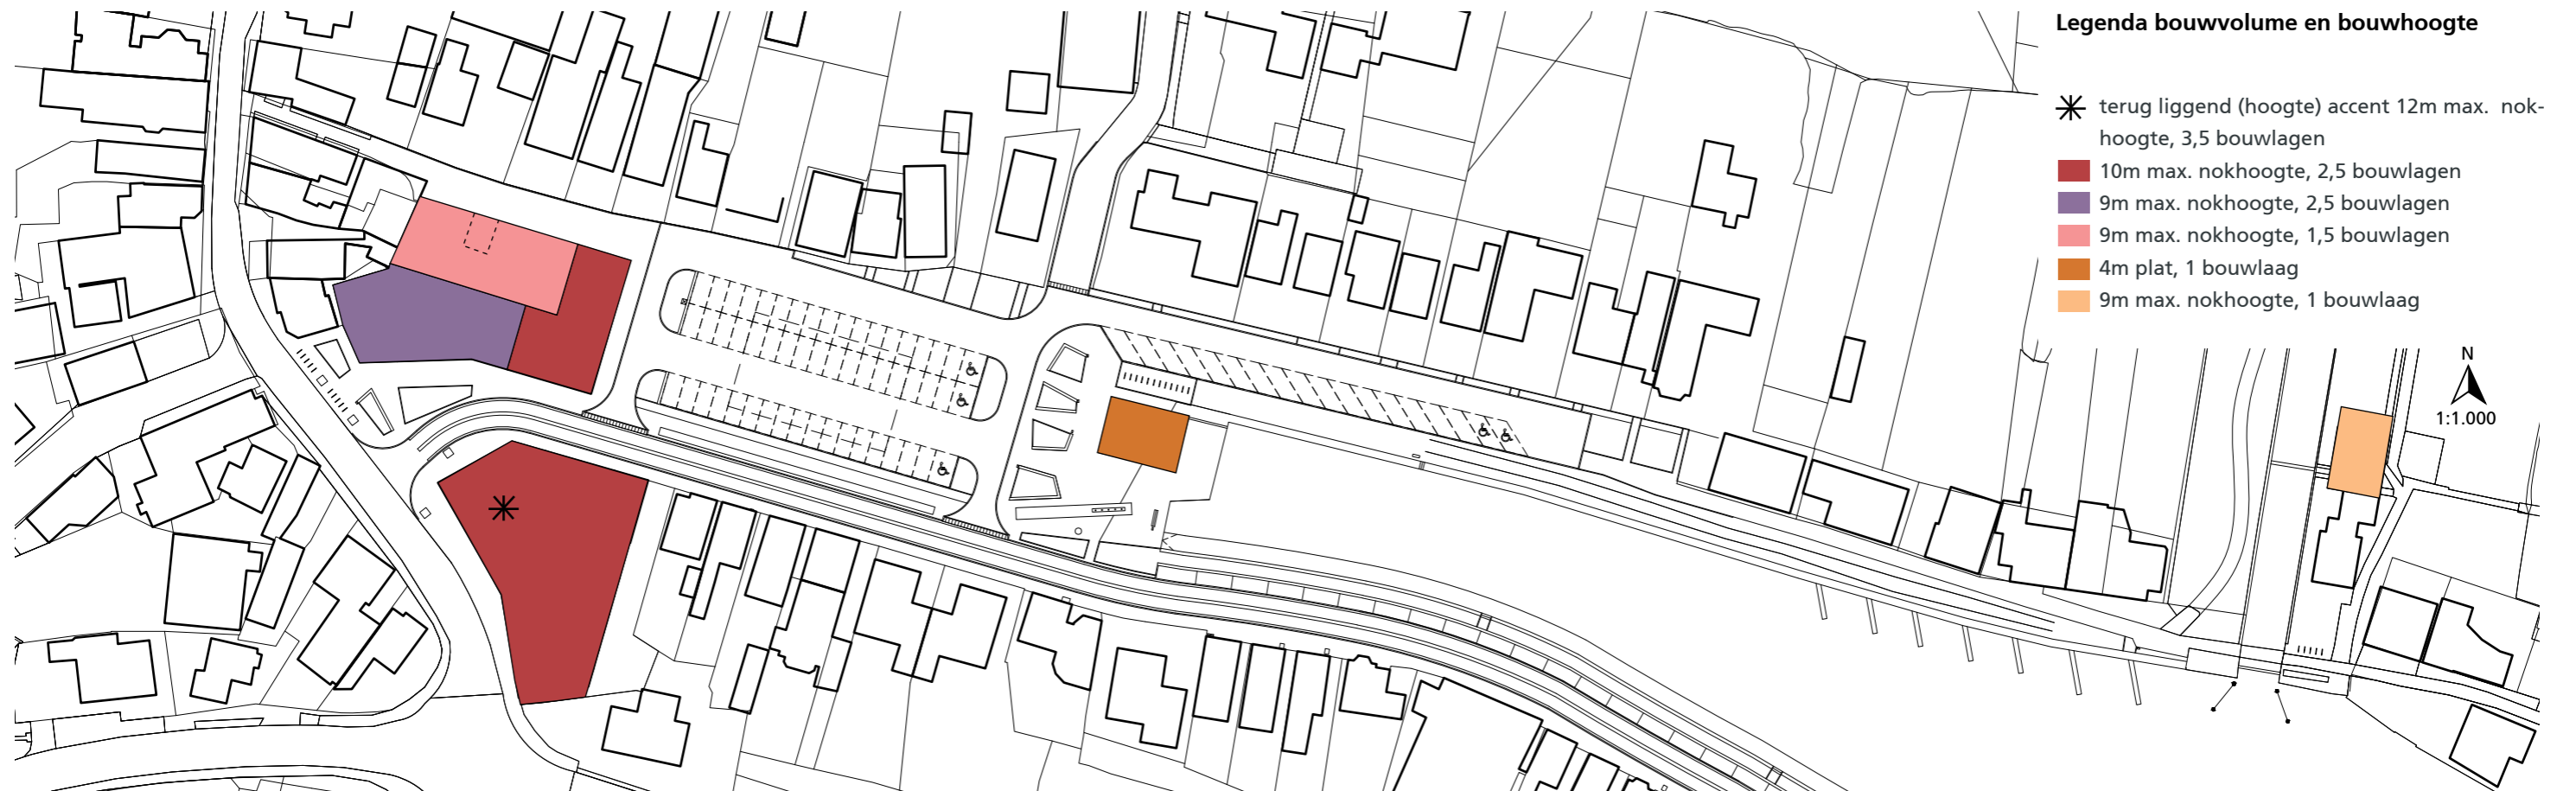 Legenda bouwvolume en bouwhoogte
terug liggend (hoogte) accent 12m max. nok-
hoogte, 3,5 bouwlagen
10m max. nokhoogte, 2,5 bouwlagen
9m max. nokhoogte, 2,5 bouwlagen
9m max. nokhoogte, 1,5 bouwlagen
4m plat, 1 bouwlaag
9m max. nokhoogte, 1 bouwlaag
N
1:1.000